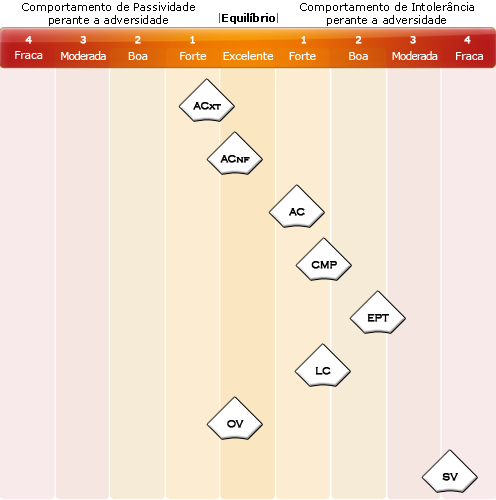 Comportamento de Passividade
perante a adversidade
|Equilíbrio|
Comportamento de Intolerância
perante a adversidade
4 3 2 1 1 2 3 4
Fraca Moderada Boa Forte Excelente Forte Boa Moderada Fraca
ACXT
ACNF
AC
CMP
EPT
LC
OV
SV